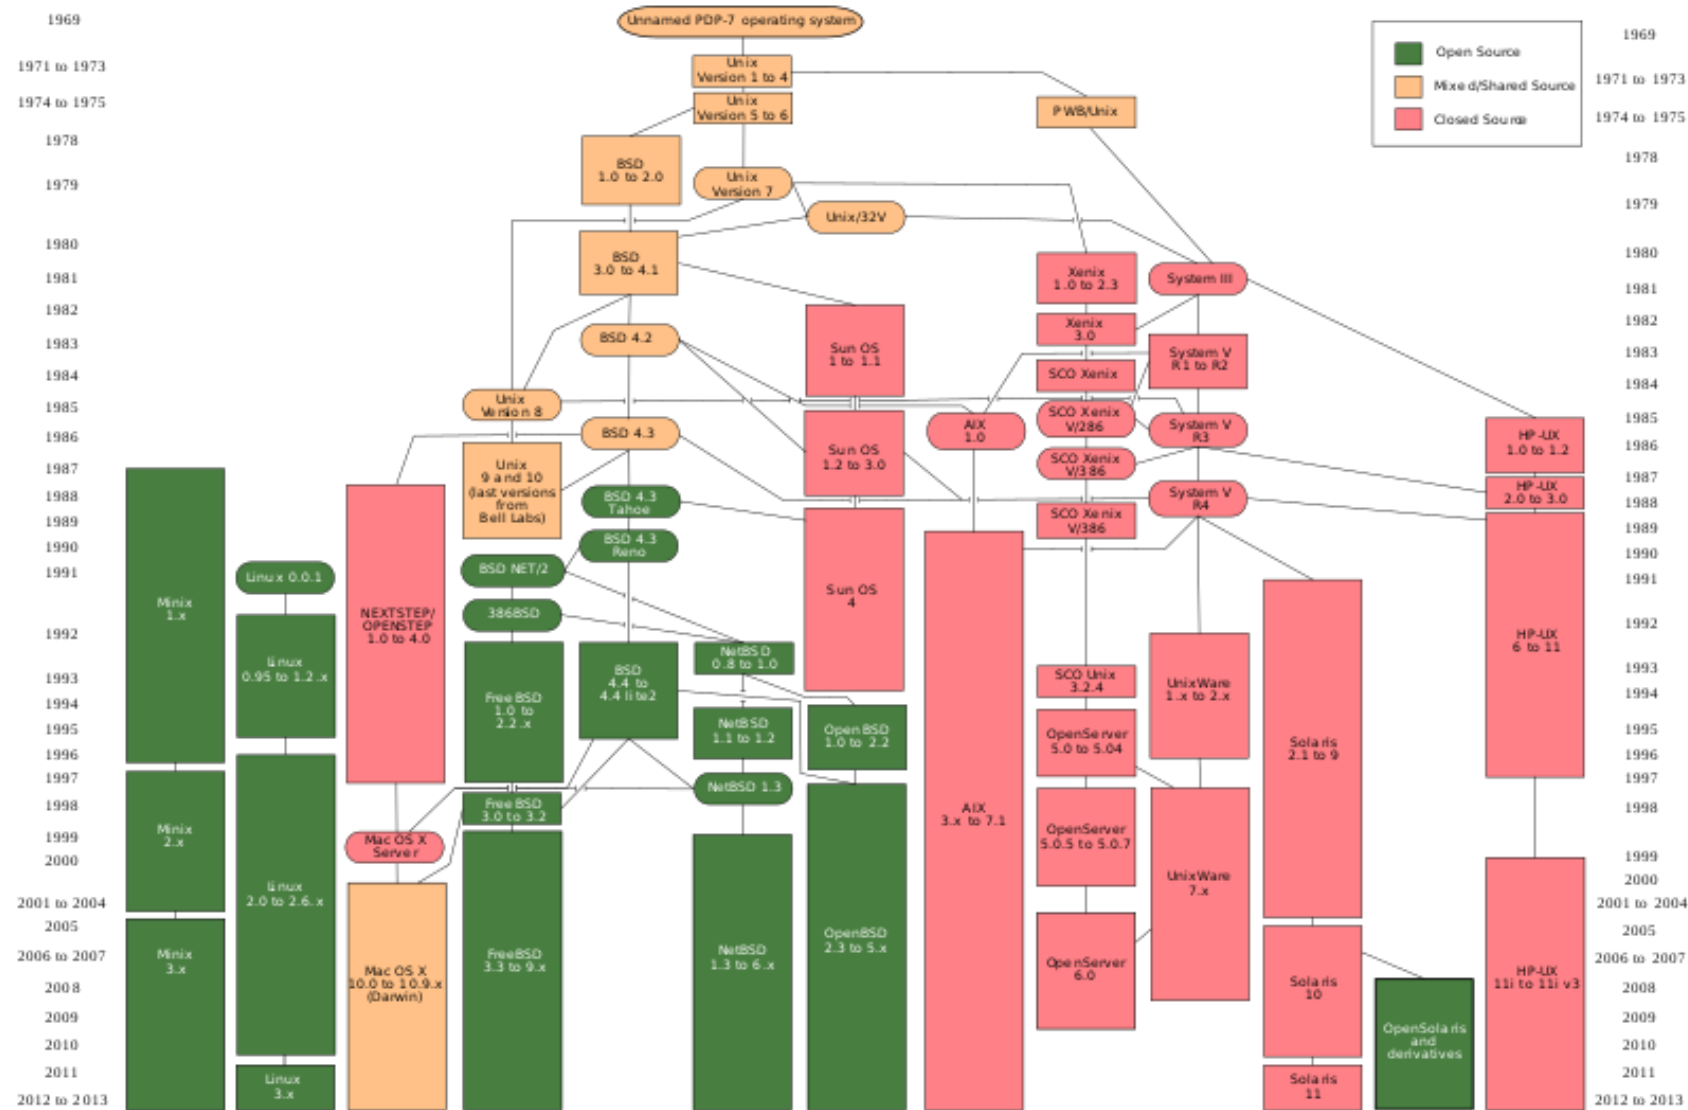 Unnamed PDP-7 operating system
Unix
Version 1 to 4
Unix
Version 5 to 6
PWB/Unix
BSD
1.0 to 2.0
Unix
Version 7
Unix/32V
BSD
3.0 to 4.1
Xenix
1.0 to 2.3
System III
Sun OS
1 to 1.1
Xenix
3.0
BSD 4.2
System V
R1 to R2
SCO Xenix
Unix
Version 8
SCO Xenix
V/286
AIX
1.0
BSD 4.3
System V
R3
HP-UX
1.0 to 1.2
Sun OS
1.2 to 3.0
SCO Xenix
V/386
Unix
9 and 10
(last versions
from
Bell Labs)
HP-UX
2.0 to 3.0
BSD 4.3
Tahoe
System V
R4
SCO Xenix
V/386
BSD 4.3
Reno
BSD NET/2
Linux 0.0.1
Minix
1.x
Sun OS
4
NEXTSTEP/
OPENSTEP
1.0 to 4.0
386BSD
HP-UX
6 to 11
NetBSD
0.8 to 1.0
Linux
0.95 to 1.2.x
BSD
4.4 to
4.4 lite2
SCO Unix
3.2.4
UnixWare
1.x to 2.x
FreeBSD
1.0 to
2.2.x
NetBSD
1.1 to 1.2
OpenBSD
1.0 to 2.2
OpenServer
5.0 to 5.04
Solaris
2.1 to 9
NetBSD 1.3
FreeBSD
3.0 to 3.2
AIX
3.x to 7.1
Minix
2.x
Mac OS X
Server
OpenServer
5.0.5 to 5.0.7
Linux
2.0 to 2.6.x
UnixWare
7.x
OpenBSD
2.3 to 5.x
Minix
3.x
FreeBSD
3.3 to 9.x
NetBSD
1.3 to 6.x
OpenServer
6.0
Mac OS X
10.0 to 10.9.x
(Darwin)
Solaris
10
HP-UX
11i to 11i v3
OpenSolaris
and
derivatives
Linux
3.x
Solaris
11
Open Source
Mixed/Shared Source
Closed Source
1969
1971 to 1973
1974 to 1975
1978
1979
1980
1981
1982
1983
1984
1985
1986
1987
1988
1989
1990
1991
1992
1993
1994
1995
1996
1997
1998
1999
2000
2001 to 2004
2005
2006 to 2007
2008
2009
2010
2011
2012 to 2013
1969
1971 to 1973
1974 to 1975
1978
1979
1980
1981
1982
1983
1984
1985
1986
1987
1988
1989
1990
1991
1992
1993
1994
1995
1996
1997
1998
1999
2000
2001 to 2004
2005
2006 to 2007
2008
2009
2010
2011
2012 to 2013